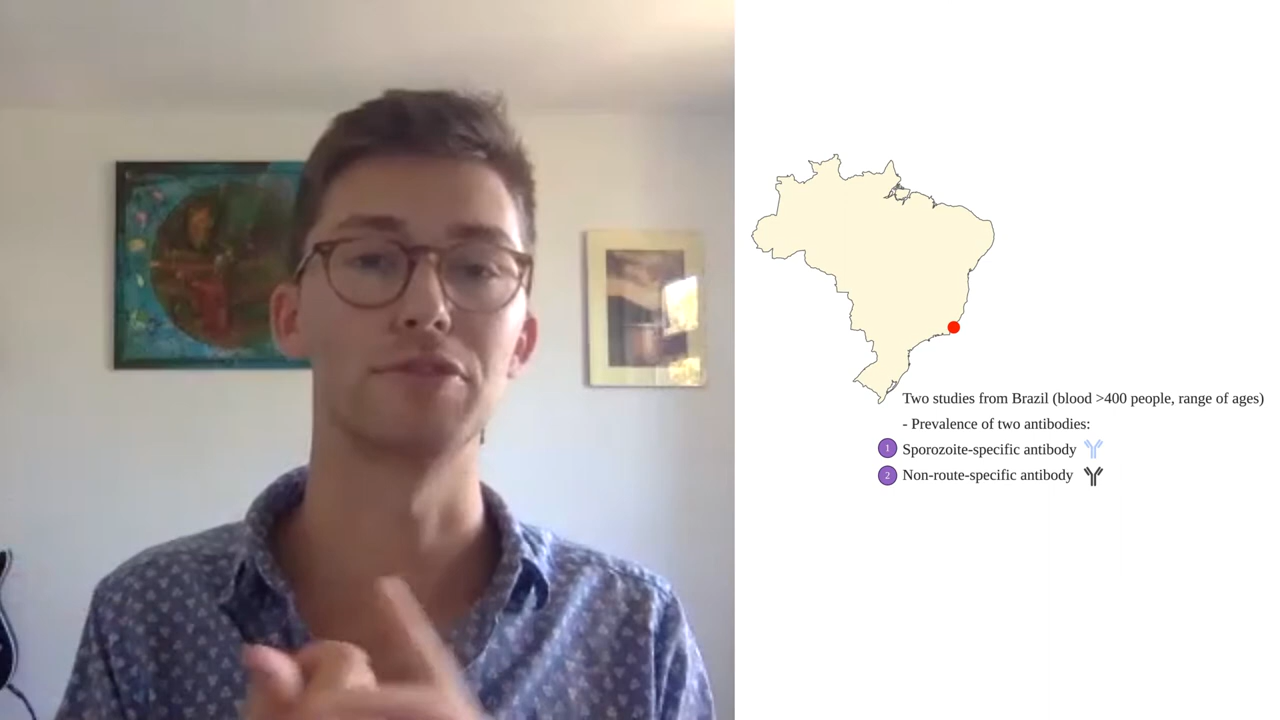 Two studies from Brazil (blood >400 people, range of ages)
- Prevalence of two antibodies:
1 Sporozoite-specific antibody
2 Non-route-specific antibody